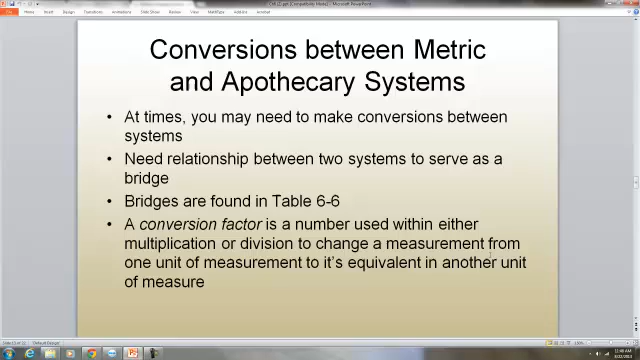 Conversions between Metric
and Apothecary Systems
• At times, you may need to make conversions between
systems
• Need relationship between two systems to serve as a
bridge
• Bridges are found in Table 6-6
• A conversion factor is a number used within either
multiplication or division to change a measurement from
one unit of measurement to it's equivalent in another unit
of measure